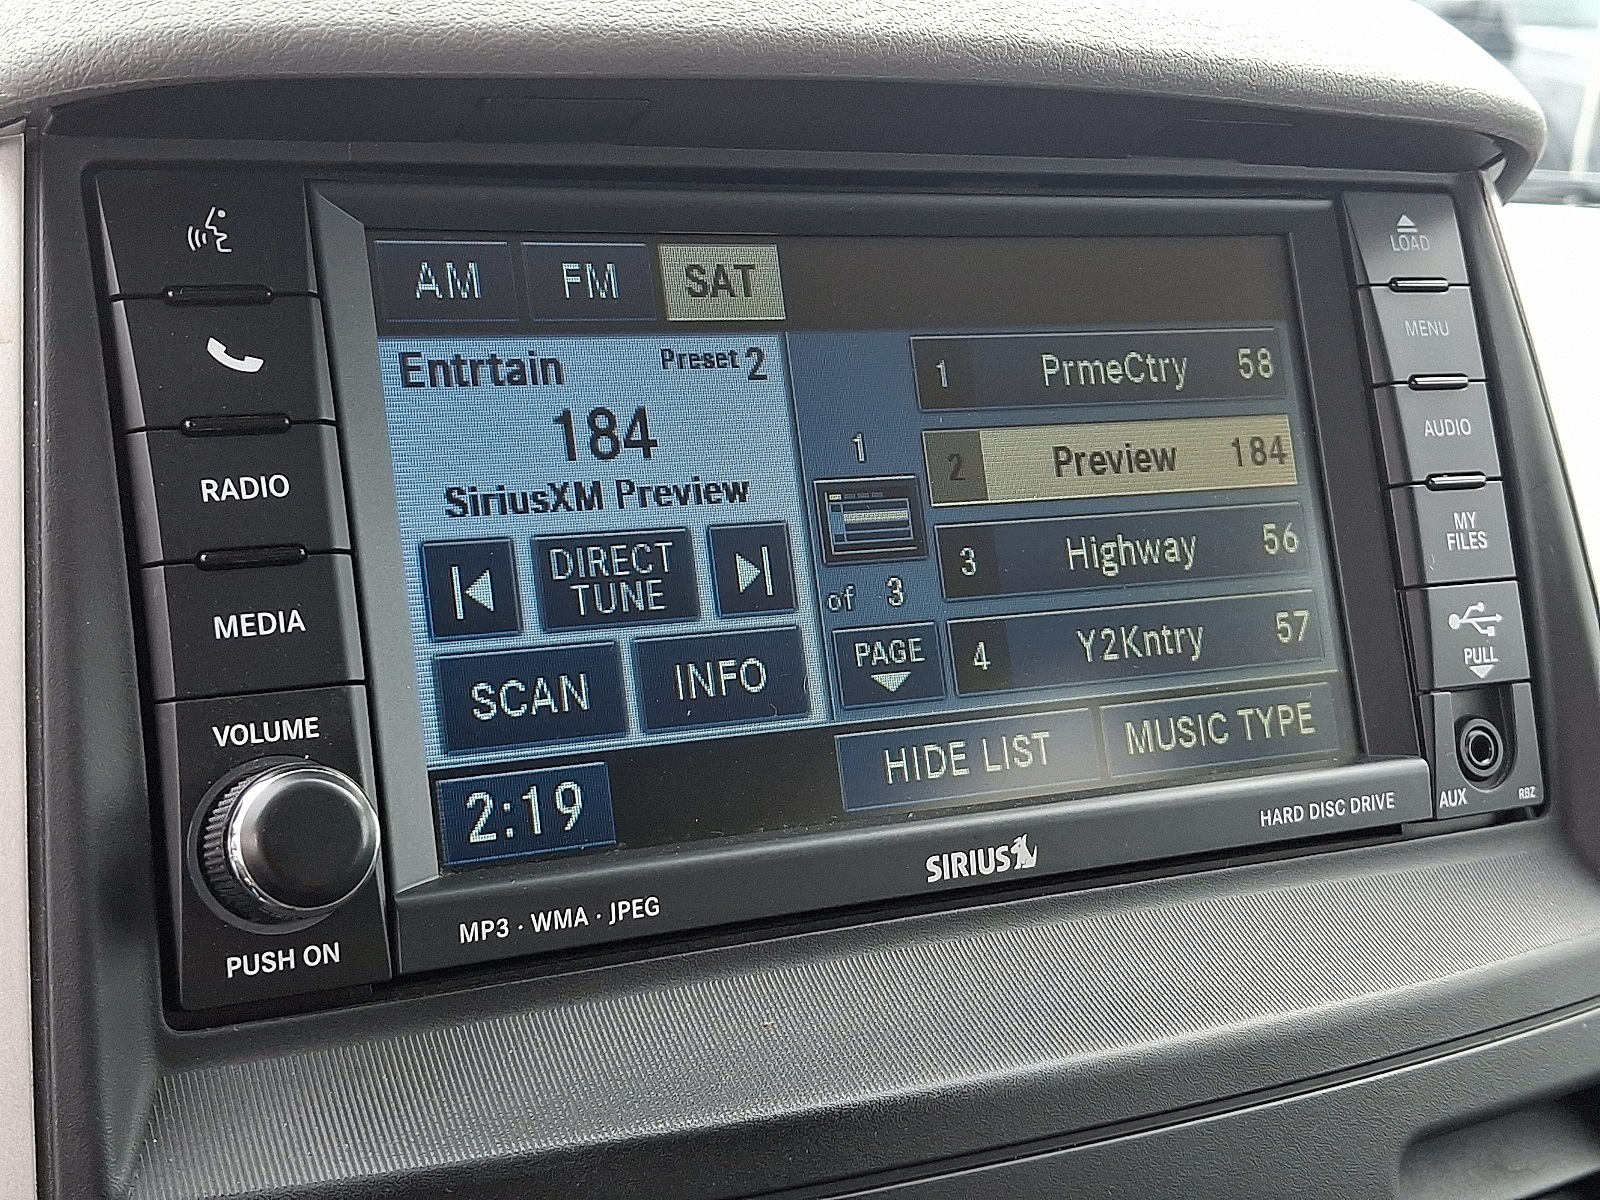 AM FM SAT
Entrtain Preset 2
184
SiriusXM Preview
DIRECT
TUNE
SCAN INFO
2:19
1
of 3
PAGE
1 PrmeCtry 58
2 Preview 184
3 Highway 56
4 Y2Kntry 57
HIDE LIST MUSIC TYPE
RADIO
MEDIA
VOLUME
PUSH ON
MP3 · WMA · JPEG
SIRIUS
HARD DISC DRIVE
LOAD
MENU
AUDIO
MY
FILES
PULL
AUX
RBZ